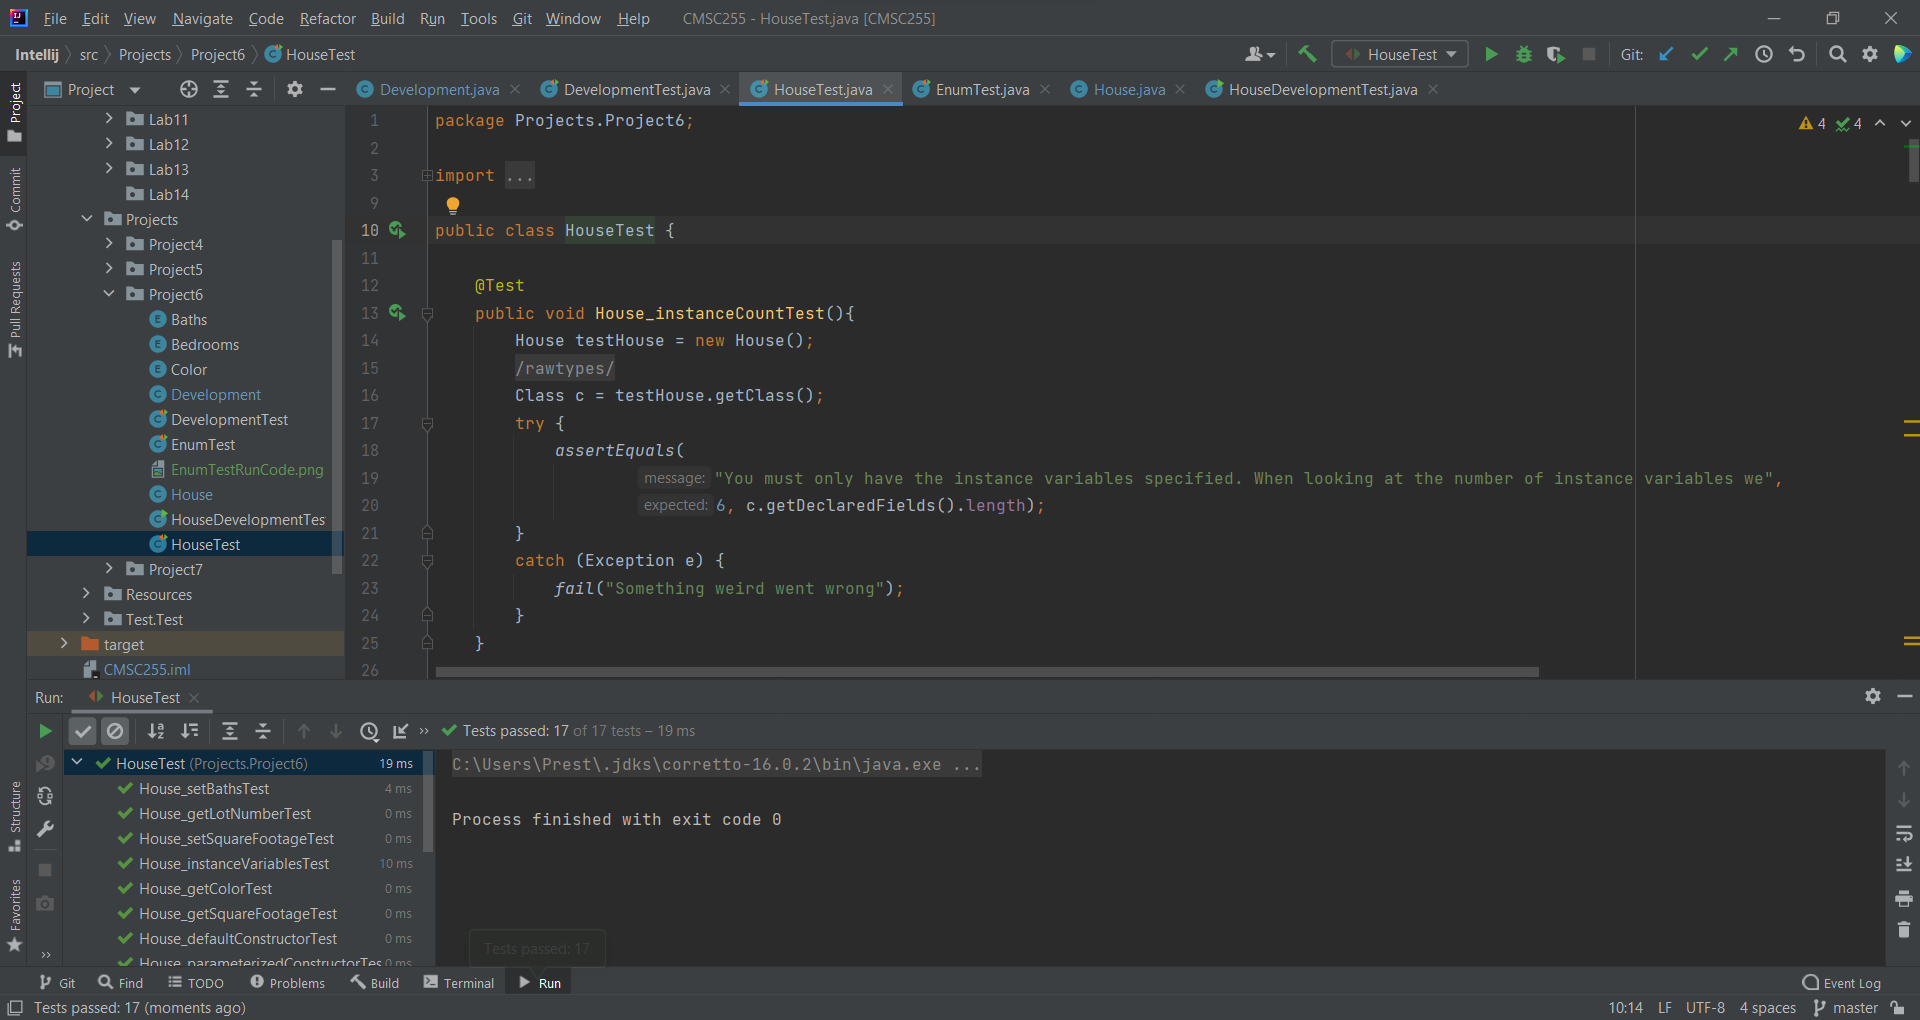 File Edit View Navigate Code Refactor Build Run Tools Git Window Help CMSC255 - HouseTest.java [CMSC255]
Intellij src Projects Project6 HouseTest HouseTest Git:
Project Development.java DevelopmentTest.java HouseTest.java EnumTest.java House.java HouseDevelopmentTest.java
Project
Commit
Pull Requests
Structure
Favorites
Lab11
Lab12
Lab13
Lab14
Projects
Project4
Project5
Project6
Baths
Bedrooms
Color
Development
DevelopmentTest
EnumTest
EnumTestRunCode.png
House
HouseDevelopmentTes
HouseTest
Project7
Resources
Test.Test
target
CMSC255.iml
4 4
1 package Projects.Project6;
2
3 import ...
9
10 public class HouseTest {
11
12 @Test
13 public void House_instanceCountTest(){
14 House testHouse = new House();
15 /rawtypes/
16 Class c = testHouse.getClass();
17 try {
18 assertEquals(
19 message: "You must only have the instance variables specified. When looking at the number of instance variables we",
20 expected: 6, c.getDeclaredFields().length);
21 }
22 catch (Exception e) {
23 fail("Something weird went wrong");
24 }
25 }
26
Run: HouseTest
Tests passed: 17 of 17 tests – 19 ms
HouseTest (Projects.Project6) 19 ms
House_setBathsTest 4 ms
House_getLotNumberTest 0 ms
House_setSquareFootageTest 0 ms
House_instanceVariablesTest 10 ms
House_getColorTest 0 ms
House_getSquareFootageTest 0 ms
House_defaultConstructorTest 0 ms
House_parameterizedConstructorTes 0 ms
C:\Users\Prest\.jdks\corretto-16.0.2\bin\java.exe ...
Process finished with exit code 0
Tests passed: 17
Git Find TODO Problems Build Terminal Run Event Log
Tests passed: 17 (moments ago) 10:14 LF UTF-8 4 spaces master